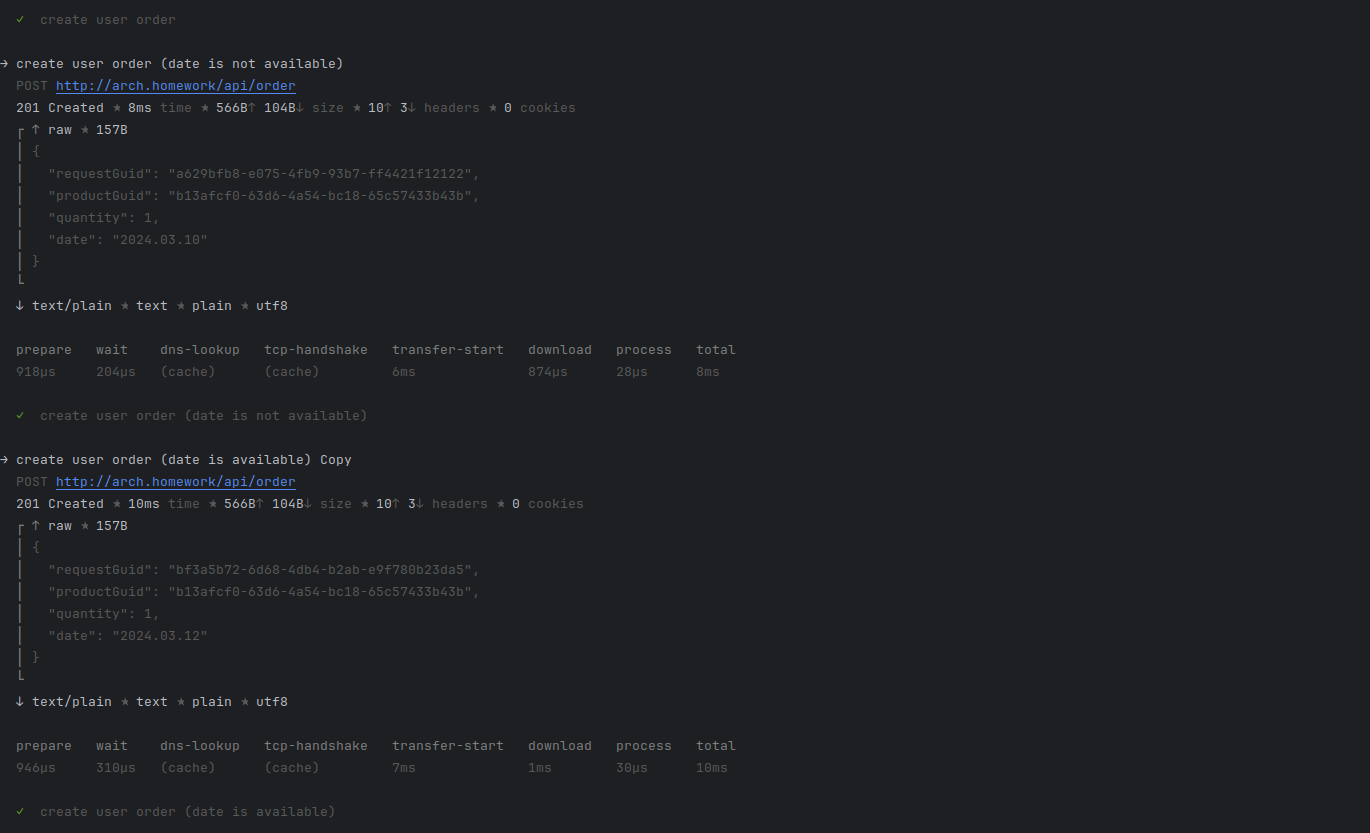 ✓  create user order
→ create user order (date is not available)
POST http://arch.homework/api/order
201 Created ★ 8ms time ★ 566B↑ 104B↓ size ★ 10↑ 3↓ headers ★ 0 cookies
┌ ↑ raw ★ 157B
│ {
│   "requestGuid": "a629bfb8-e075-4fb9-93b7-ff4421f12122",
│   "productGuid": "b13afcf0-63d6-4a54-bc18-65c57433b43b",
│   "quantity": 1,
│   "date": "2024.03.10"
│ }
└
↓ text/plain ★ text ★ plain ★ utf8
prepare   wait    dns-lookup   tcp-handshake   transfer-start   download   process   total
918µs     204µs   (cache)      (cache)         6ms              874µs      28µs      8ms
✓  create user order (date is not available)
→ create user order (date is available) Copy
POST http://arch.homework/api/order
201 Created ★ 10ms time ★ 566B↑ 104B↓ size ★ 10↑ 3↓ headers ★ 0 cookies
┌ ↑ raw ★ 157B
│ {
│   "requestGuid": "bf3a5b72-6d68-4db4-b2ab-e9f780b23da5",
│   "productGuid": "b13afcf0-63d6-4a54-bc18-65c57433b43b",
│   "quantity": 1,
│   "date": "2024.03.12"
│ }
└
↓ text/plain ★ text ★ plain ★ utf8
prepare   wait    dns-lookup   tcp-handshake   transfer-start   download   process   total
946µs     310µs   (cache)      (cache)         7ms              1ms        30µs      10ms
✓  create user order (date is available)